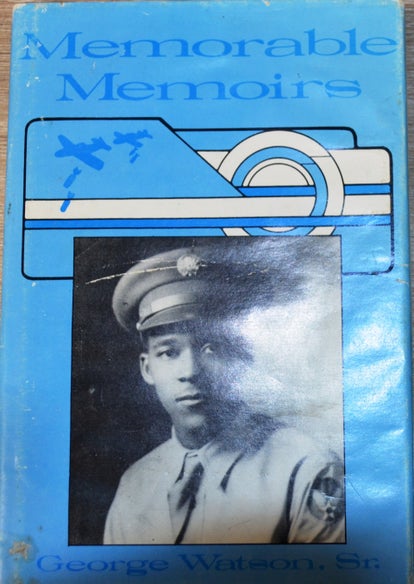 Memorable
Memoirs
George Watson, Sr.